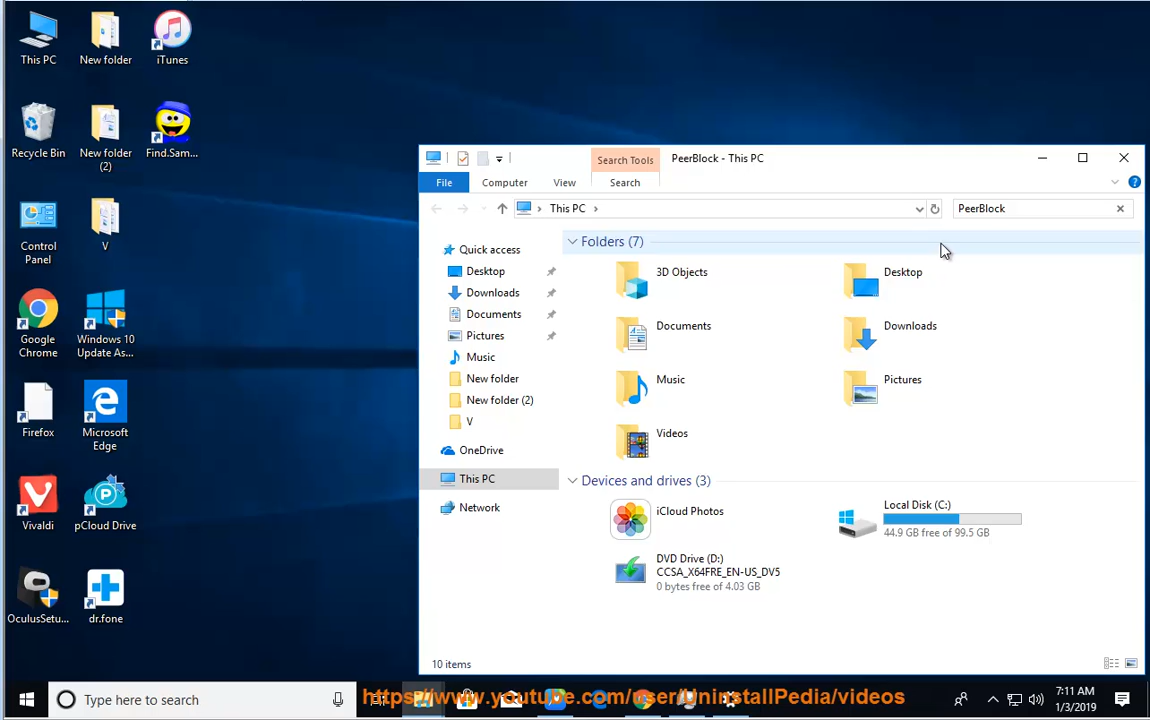 This PC
New folder
iTunes
Recycle Bin
New folder (2)
Find.Sam...
Control Panel
V
Google Chrome
Windows 10 Update As...
Firefox
Microsoft Edge
Vivaldi
pCloud Drive
OculusSetu...
dr.fone
Search Tools
PeerBlock - This PC
File
Computer
View
Search
This PC
PeerBlock
Quick access
Desktop
Downloads
Documents
Pictures
Music
New folder
New folder (2)
V
OneDrive
This PC
Network
Folders (7)
3D Objects
Desktop
Documents
Downloads
Music
Pictures
Videos
Devices and drives (3)
iCloud Photos
Local Disk (C:)
44.9 GB free of 99.5 GB
DVD Drive (D:)
CCSA_X64FRE_EN-US_DV5
0 bytes free of 4.03 GB
10 items
Type here to search
https://www.youtube.com/user/UninstallPedia/videos
7:11 AM
1/3/2019